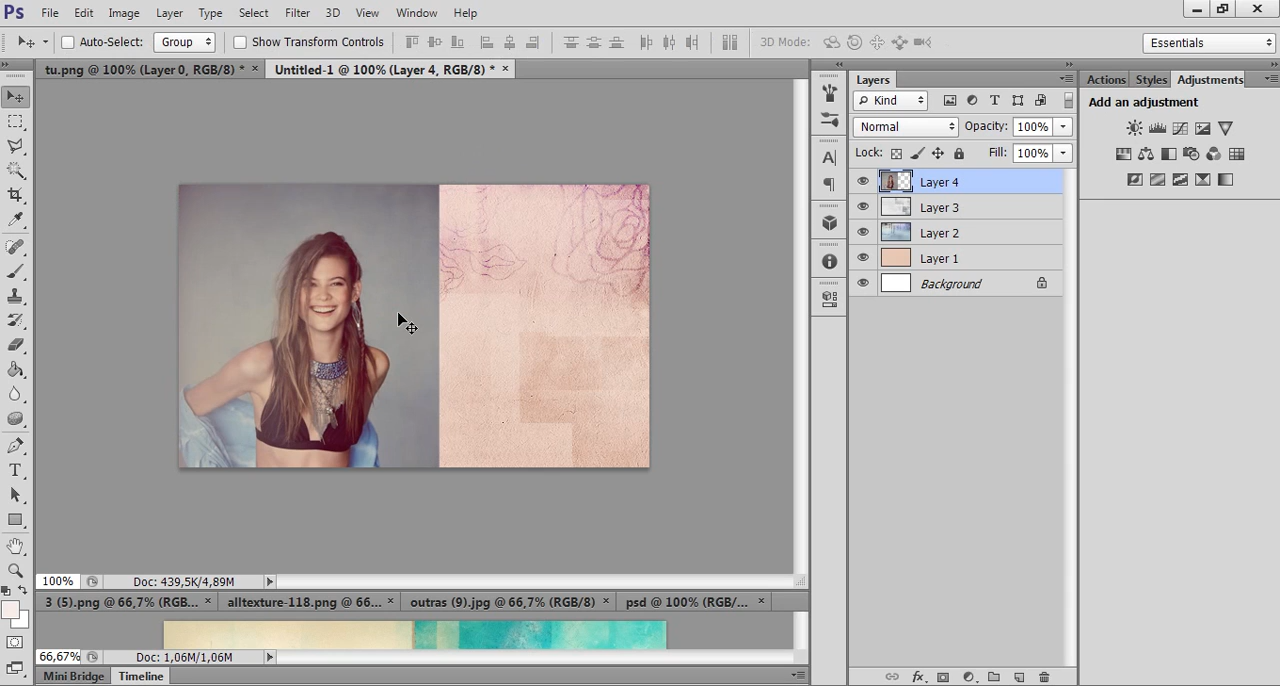 Ps File Edit Image Layer Type Select Filter 3D View Window Help
Auto-Select: Group Show Transform Controls 3D Mode: Essentials
tu.png @ 100% (Layer 0, RGB/8) * × Untitled-1 @ 100% (Layer 4, RGB/8) * ×
Layers
Actions Styles Adjustments
Kind
Add an adjustment
Normal Opacity: 100%
Lock: Fill: 100%
Layer 4
Layer 3
Layer 2
Layer 1
Background
100% Doc: 439,5K/4,89M
3 (5).png @ 66,7% (RGB... × alltexture-118.png @ 66... × outras (9).jpg @ 66,7% (RGB/8) × psd @ 100% (RGB/... ×
66,67% Doc: 1,06M/1,06M
Mini Bridge Timeline